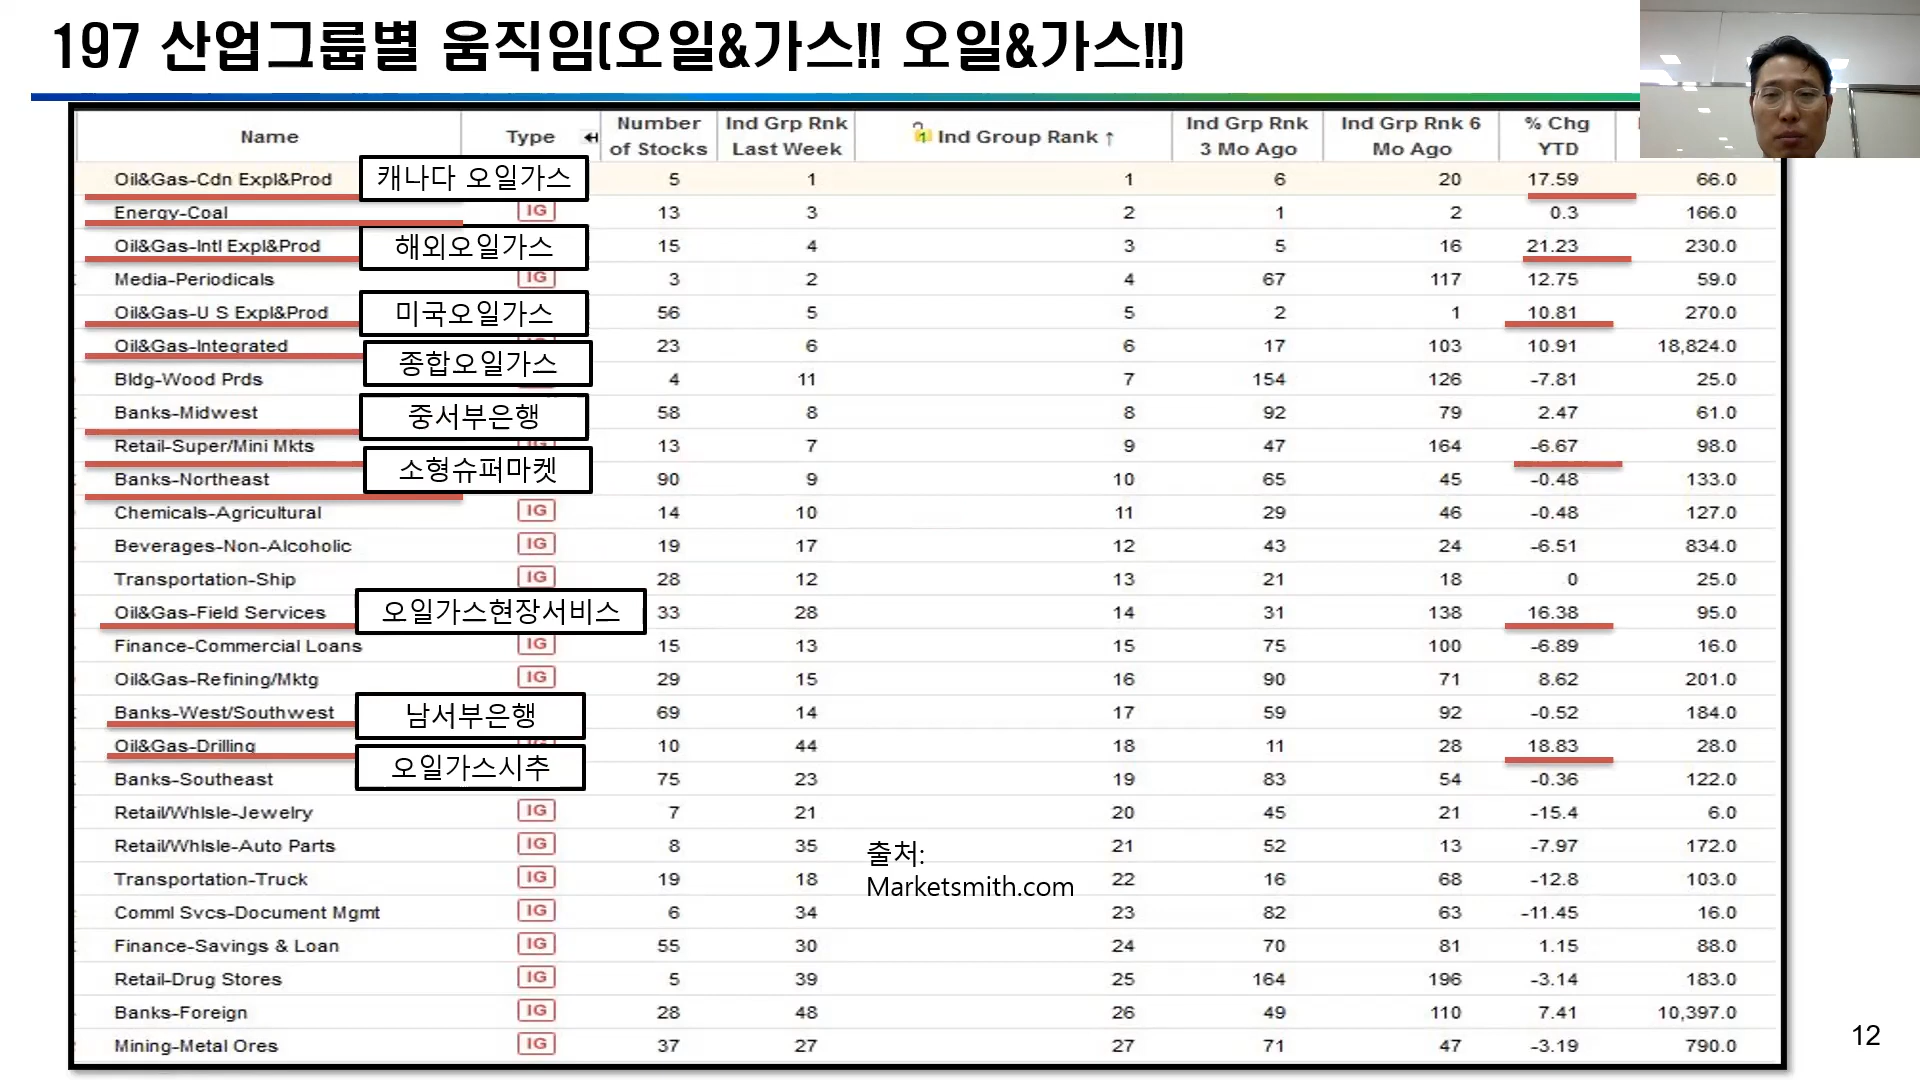 197 산업그룹별 움직임(오일&가스!! 오일&가스!!)
Name Type Number of Stocks Ind Grp Rnk Last Week Ind Group Rank ↑ Ind Grp Rnk 3 Mo Ago Ind Grp Rnk 6 Mo Ago % Chg YTD
Oil&Gas-Cdn Expl&Prod 캐나다 오일가스 5 1 1 6 20 17.59 66.0
Energy-Coal IG 13 3 2 1 2 0.3 166.0
Oil&Gas-Intl Expl&Prod 해외오일가스 15 4 3 5 16 21.23 230.0
Media-Periodicals IG 3 2 4 67 117 12.75 59.0
Oil&Gas-U S Expl&Prod 미국오일가스 56 5 5 2 1 10.81 270.0
Oil&Gas-Integrated 종합오일가스 23 6 6 17 103 10.91 18,824.0
Bldg-Wood Prds 4 11 7 154 126 -7.81 25.0
Banks-Midwest 중서부은행 58 8 8 92 79 2.47 61.0
Retail-Super/Mini Mkts 소형슈퍼마켓 13 7 9 47 164 -6.67 98.0
Banks-Northeast 90 9 10 65 45 -0.48 133.0
Chemicals-Agricultural IG 14 10 11 29 46 -0.48 127.0
Beverages-Non-Alcoholic IG 19 17 12 43 24 -6.51 834.0
Transportation-Ship IG 28 12 13 21 18 0 25.0
Oil&Gas-Field Services 오일가스현장서비스 33 28 14 31 138 16.38 95.0
Finance-Commercial Loans IG 15 13 15 75 100 -6.89 16.0
Oil&Gas-Refining/Mktg IG 29 15 16 90 71 8.62 201.0
Banks-West/Southwest 남서부은행 69 14 17 59 92 -0.52 184.0
Oil&Gas-Drilling 오일가스시추 10 44 18 11 28 18.83 28.0
Banks-Southeast 75 23 19 83 54 -0.36 122.0
Retail/Whlsle-Jewelry IG 7 21 20 45 21 -15.4 6.0
Retail/Whlsle-Auto Parts IG 8 35 21 52 13 -7.97 172.0
Transportation-Truck IG 19 18 22 16 68 -12.8 103.0
Comml Svcs-Document Mgmt IG 6 34 23 82 63 -11.45 16.0
Finance-Savings & Loan IG 55 30 24 70 81 1.15 88.0
Retail-Drug Stores IG 5 39 25 164 196 -3.14 183.0
Banks-Foreign IG 28 48 26 49 110 7.41 10,397.0
Mining-Metal Ores IG 37 27 27 71 47 -3.19 790.0
출처:
Marketsmith.com
12